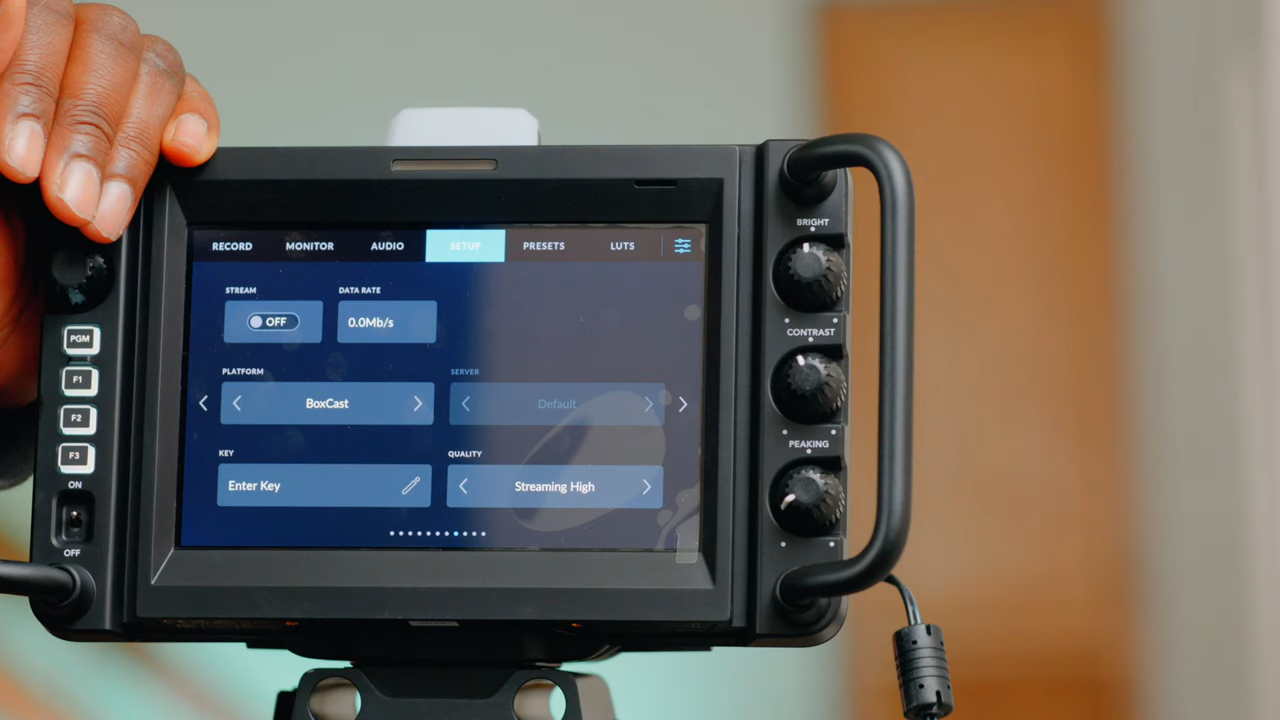 RECORD MONITOR AUDIO SETUP PRESETS LUTS
STREAM DATA RATE
OFF 0.0Mb/s
PLATFORM SERVER
BoxCast Default
KEY QUALITY
Enter Key Streaming High
PGM
F1
F2
F3
ON
OFF
BRIGHT
CONTRAST
PEAKING